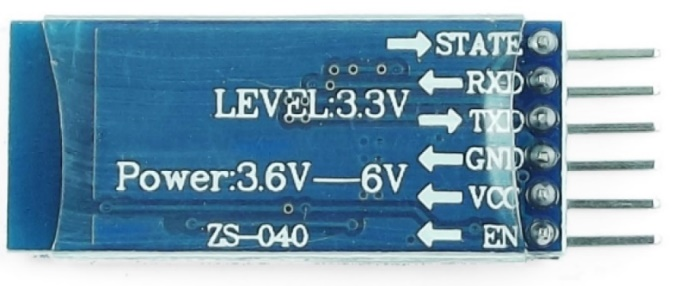 STATE
RXD
LEVEL:3.3V
TXD
GND
Power:3.6V—6V
VCC
ZS-040
EN